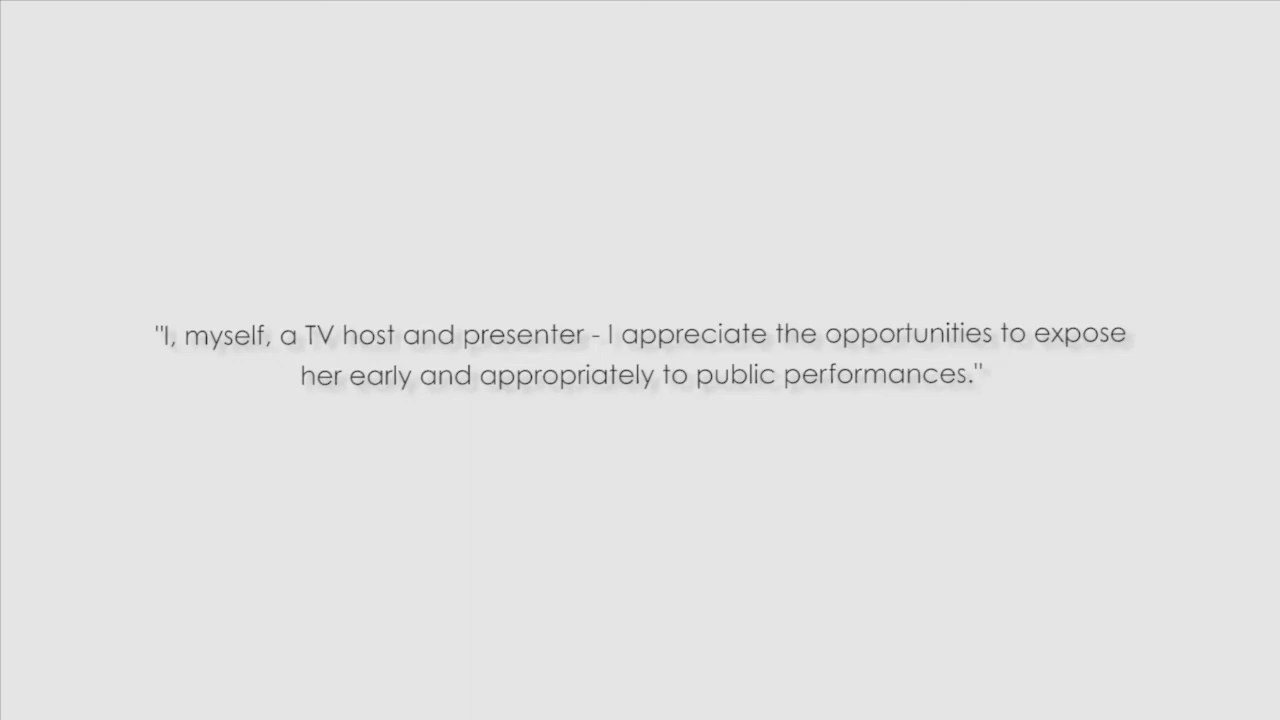 "I, myself, a TV host and presenter - I appreciate the opportunities to expose
her early and appropriately to public performances."